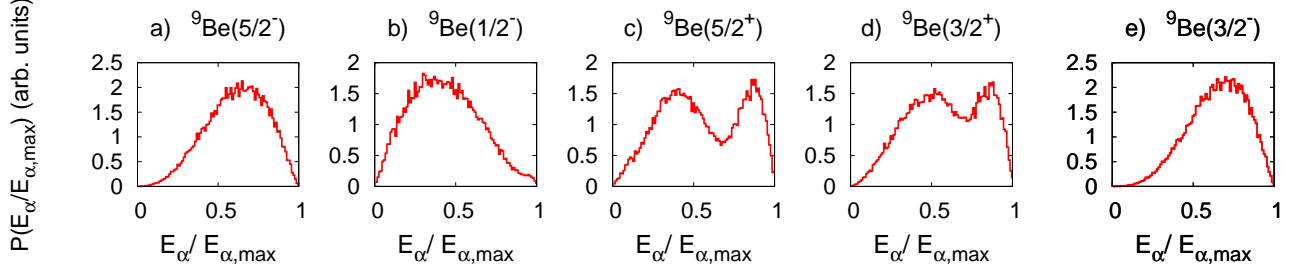 P(E_α/E_α,max) (arb. units)
a) ⁹Be(5/2⁻)
2.5
2
1.5
1
0.5
0
0 0.5 1
E_α/ E_α,max
b) ⁹Be(1/2⁻)
2
1.5
1
0.5
0
0 0.5 1
E_α/ E_α,max
c) ⁹Be(5/2⁺)
2
1.5
1
0.5
0
0 0.5 1
E_α/ E_α,max
d) ⁹Be(3/2⁺)
2
1.5
1
0.5
0
0 0.5 1
E_α/ E_α,max
e) ⁹Be(3/2⁻)
2.5
2
1.5
1
0.5
0
0 0.5 1
E_α/ E_α,max